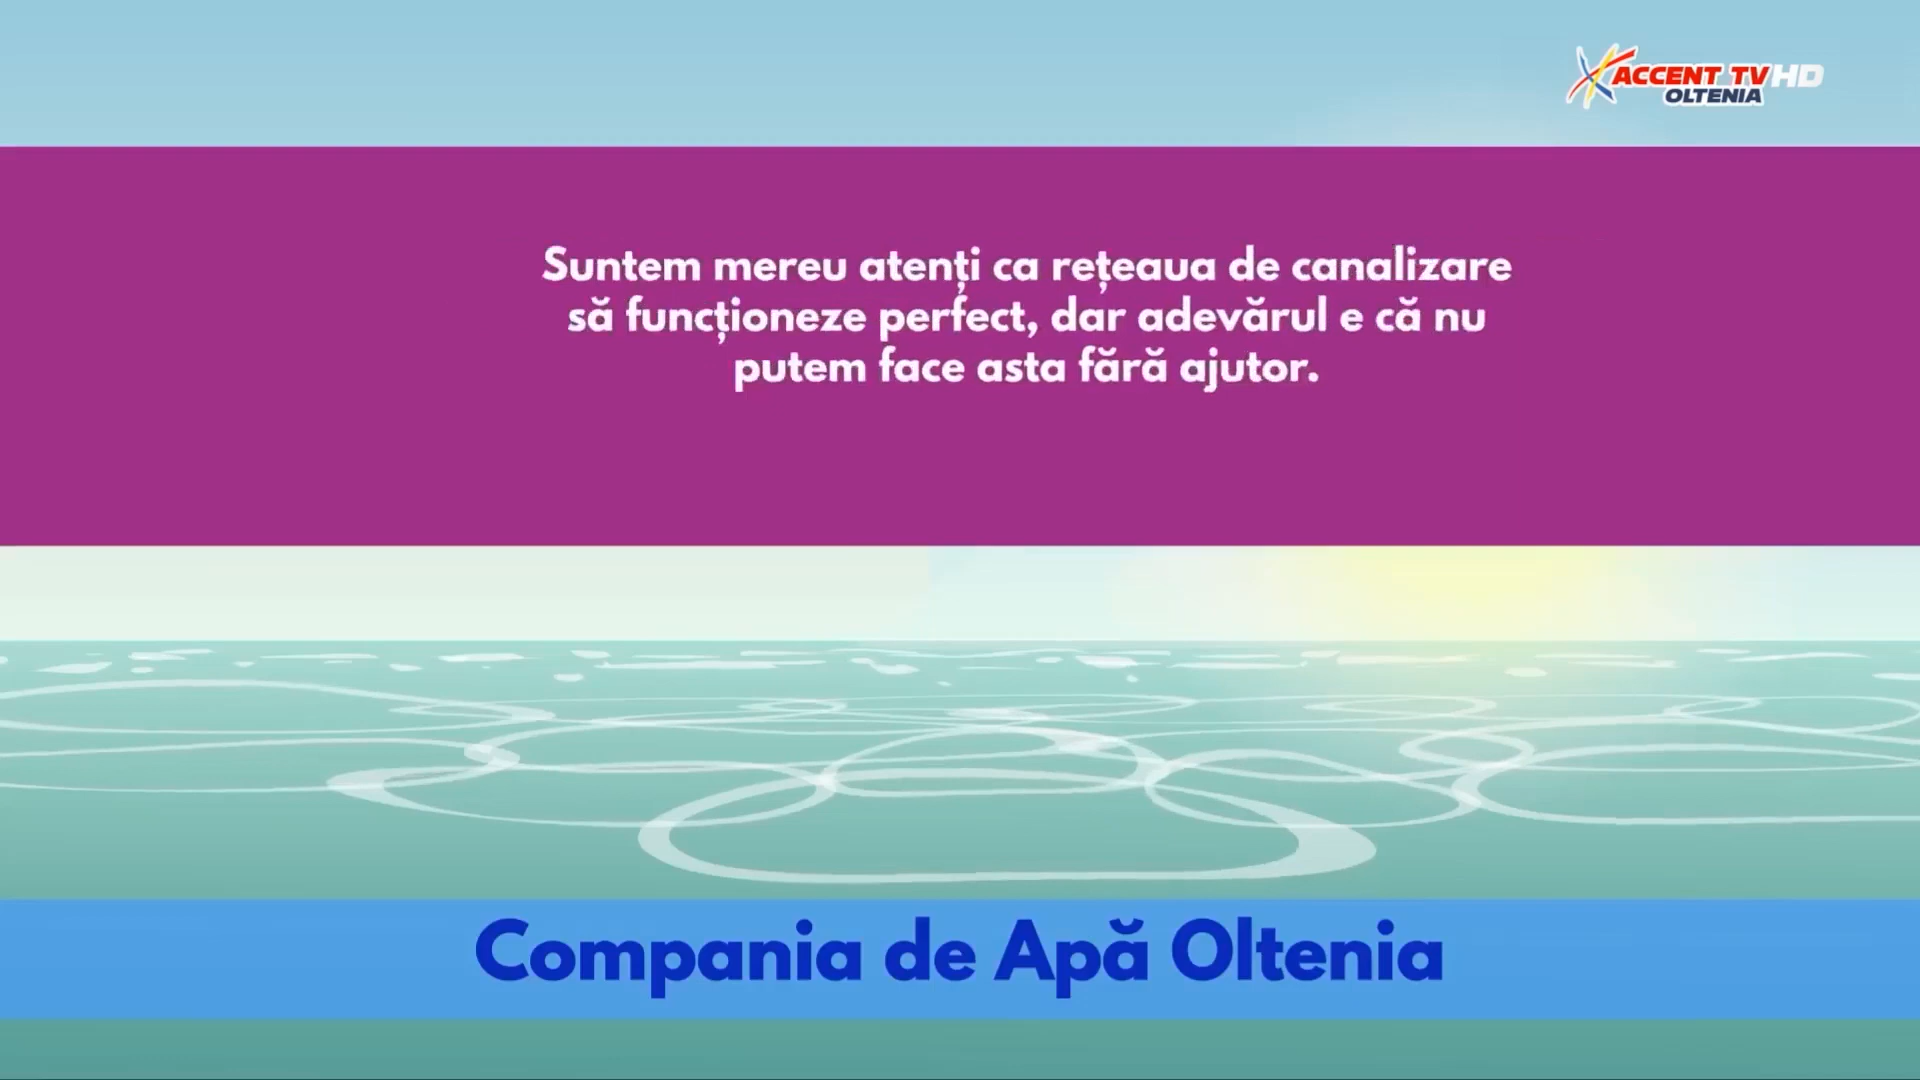 ACCENT TV HD
OLTENIA
Suntem mereu atenți ca rețeaua de canalizare
să funcționeze perfect, dar adevărul e că nu
putem face asta fără ajutor.
Compania de Apă Oltenia